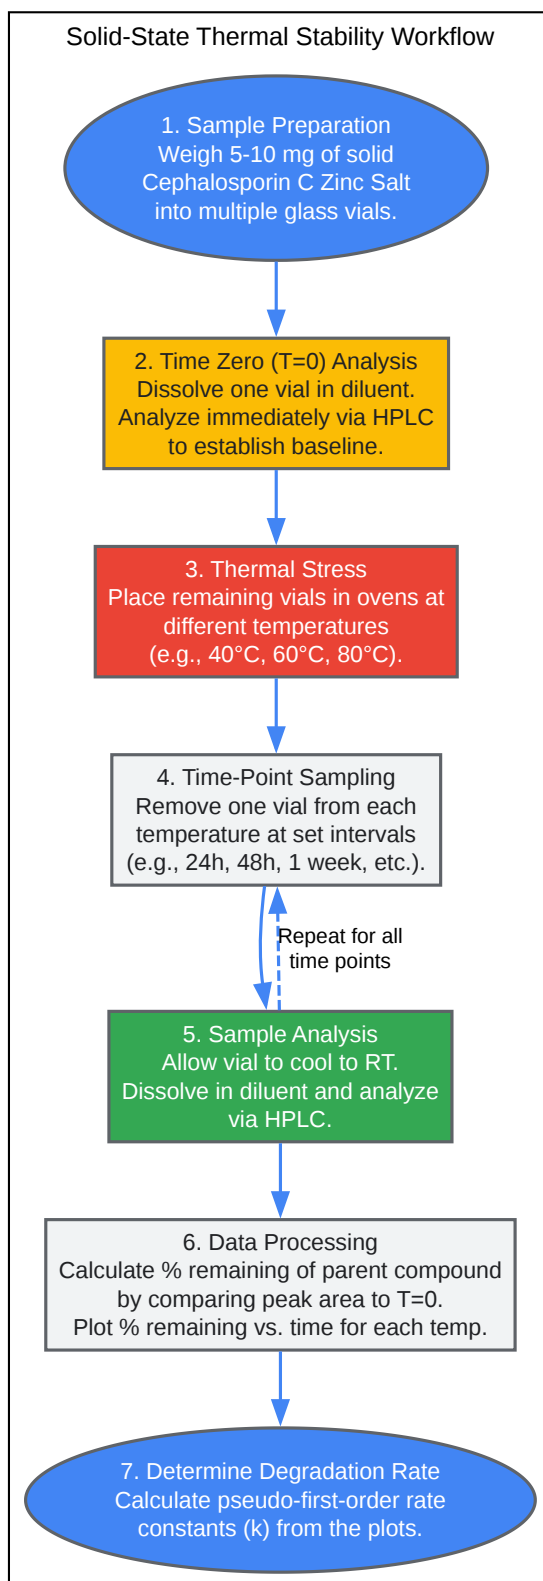 Solid-State Thermal Stability Workflow
1. Sample Preparation
Weigh 5-10 mg of solid
Cephalosporin C Zinc Salt
into multiple glass vials.
2. Time Zero (T=0) Analysis
Dissolve one vial in diluent.
Analyze immediately via HPLC
to establish baseline.
3. Thermal Stress
Place remaining vials in ovens at
different temperatures
(e.g., 40°C, 60°C, 80°C).
4. Time-Point Sampling
Remove one vial from each
temperature at set intervals
(e.g., 24h, 48h, 1 week, etc.).
Repeat for all
time points
5. Sample Analysis
Allow vial to cool to RT.
Dissolve in diluent and analyze
via HPLC.
6. Data Processing
Calculate % remaining of parent compound
by comparing peak area to T=0.
Plot % remaining vs. time for each temp.
7. Determine Degradation Rate
Calculate pseudo-first-order rate
constants (k) from the plots.